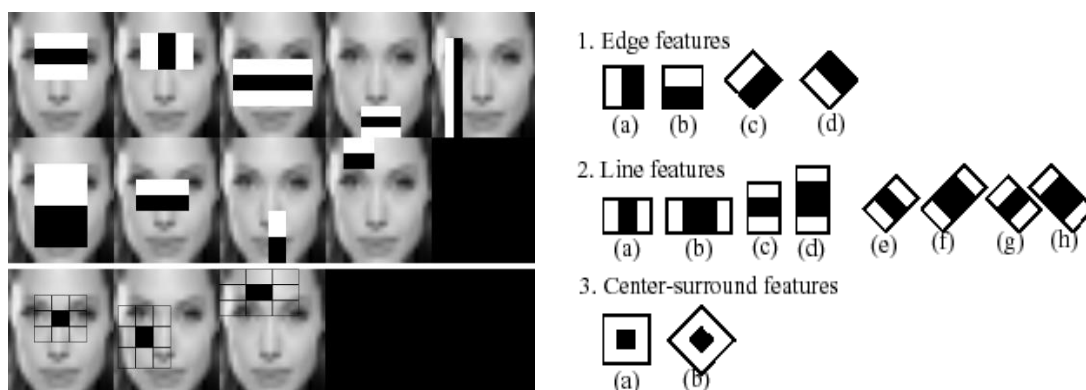 1. Edge features
(a) (b) (c) (d)
2. Line features
(a) (b) (c) (d) (e) (f) (g) (h)
3. Center-surround features
(a) (b)